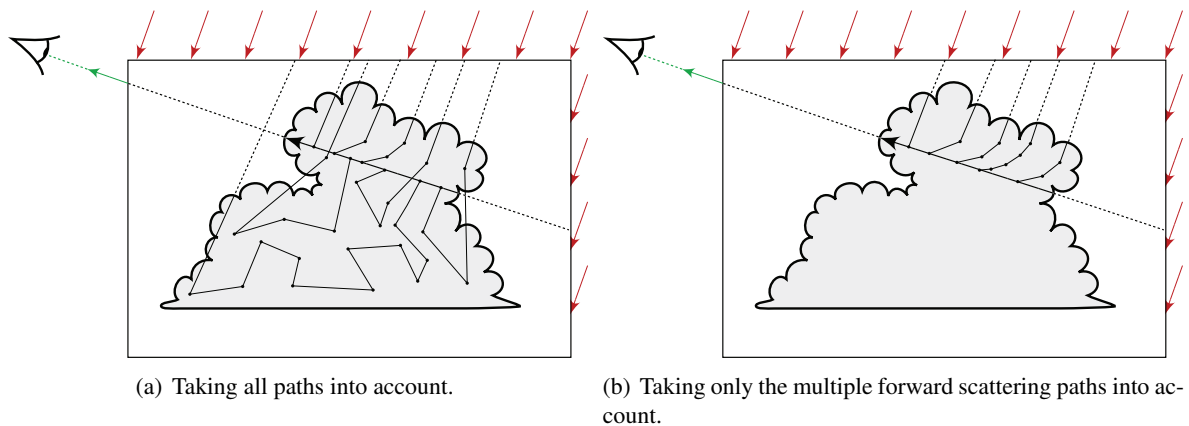 (a) Taking all paths into account.
(b) Taking only the multiple forward scattering paths into ac-
count.